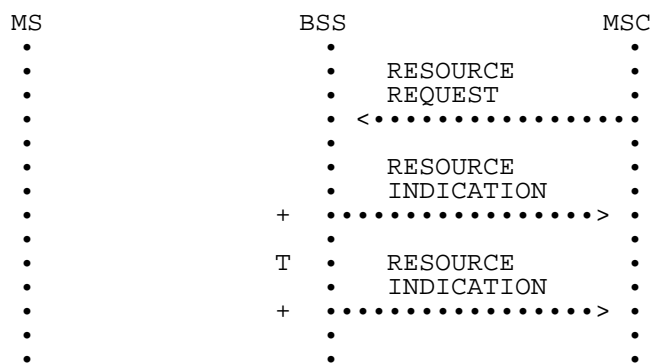 MS BSS MSC
RESOURCE
REQUEST
RESOURCE
INDICATION
+
T RESOURCE
INDICATION
+